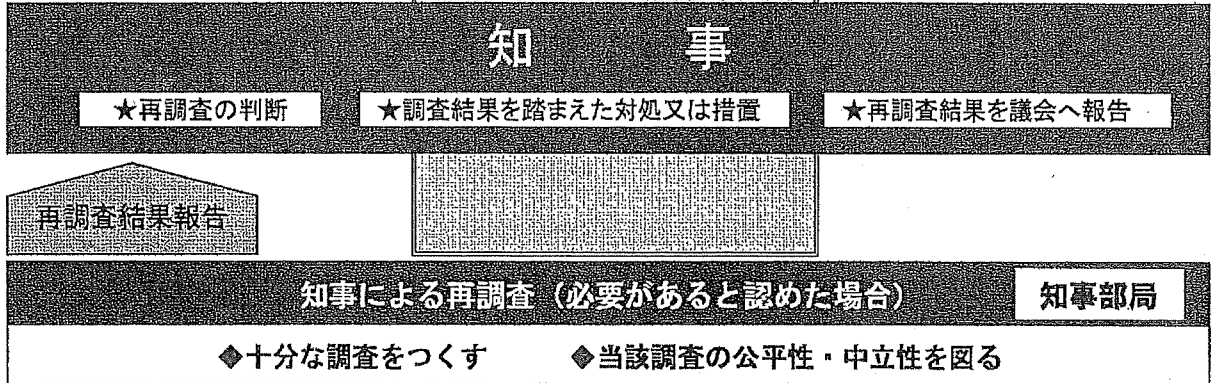 知　事
★再調査の判断　★調査結果を踏まえた対処又は措置　★再調査結果を議会へ報告
再調査結果報告
知事による再調査（必要があると認めた場合）　知事部局
◆十分な調査をつくす　◆当該調査の公平性・中立性を図る